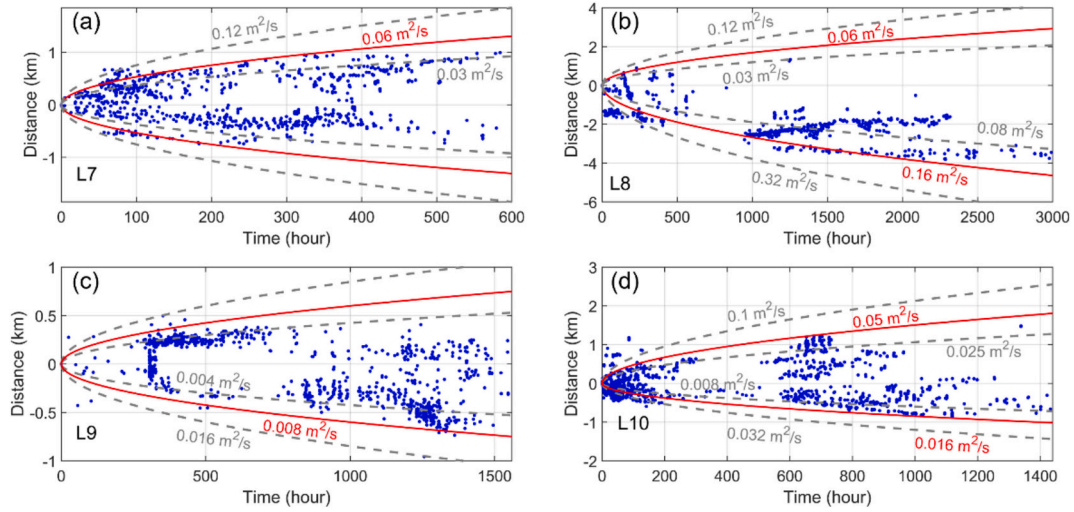 (a)
Distance (km)
1
0
-1
0.12 m²/s
0.06 m²/s
0.03 m²/s
L7
0 100 200 300 400 500 600
Time (hour)
(b)
Distance (km)
4
2
0
-2
-4
-6
0.12 m²/s
0.06 m²/s
0.03 m²/s
0.08 m²/s
0.16 m²/s
0.32 m²/s
L8
0 500 1000 1500 2000 2500 3000
Time (hour)
(c)
Distance (km)
1
0.5
0
-0.5
-1
0.004 m²/s
0.008 m²/s
0.016 m²/s
L9
0 500 1000 1500
Time (hour)
(d)
Distance (km)
3
2
1
0
-1
-2
0.1 m²/s
0.05 m²/s
0.025 m²/s
0.008 m²/s
0.032 m²/s
0.016 m²/s
L10
0 200 400 600 800 1000 1200 1400
Time (hour)